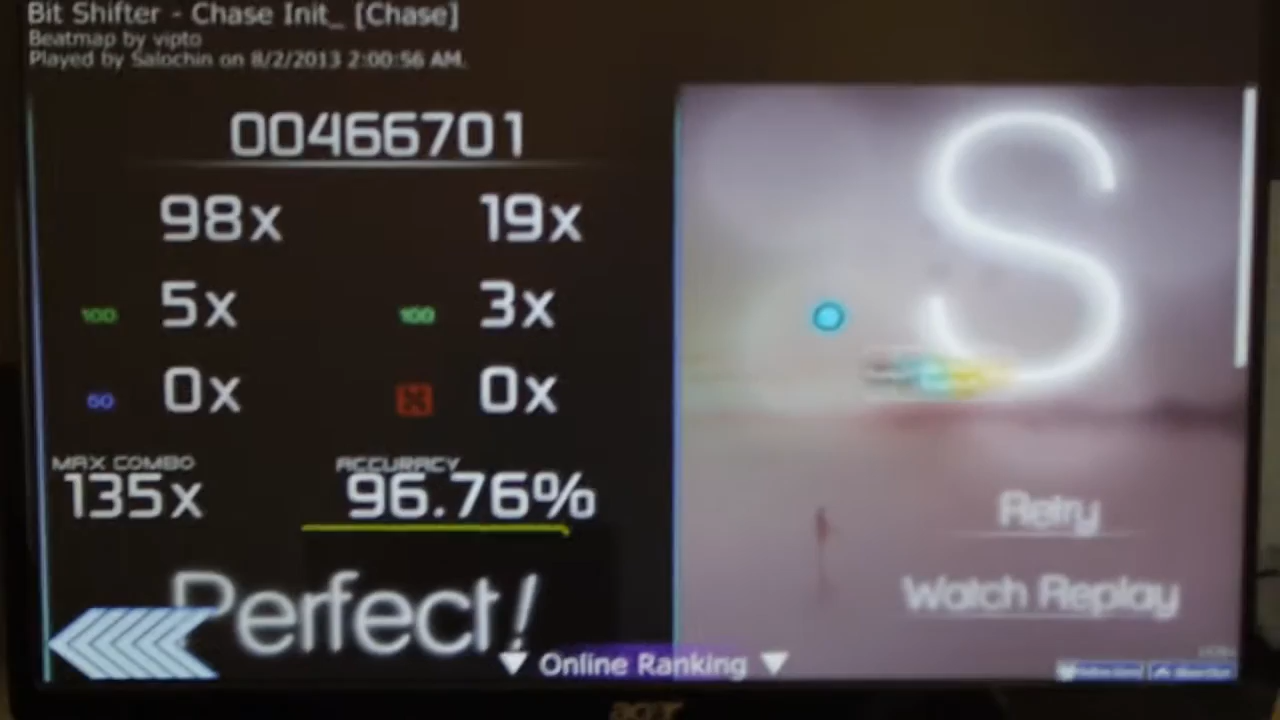 Bit Shifter - Chase Init_ [Chase]
Beatmap by vipto
Played by Salochin on 8/2/2013 2:00:56 AM.
00466701
98x 19x
100 5x 100 3x
50 0x 0x
MAX COMBO ACCURACY
135x 96.76%
S
Retry
Watch Replay
Perfect!
Online Ranking
acer